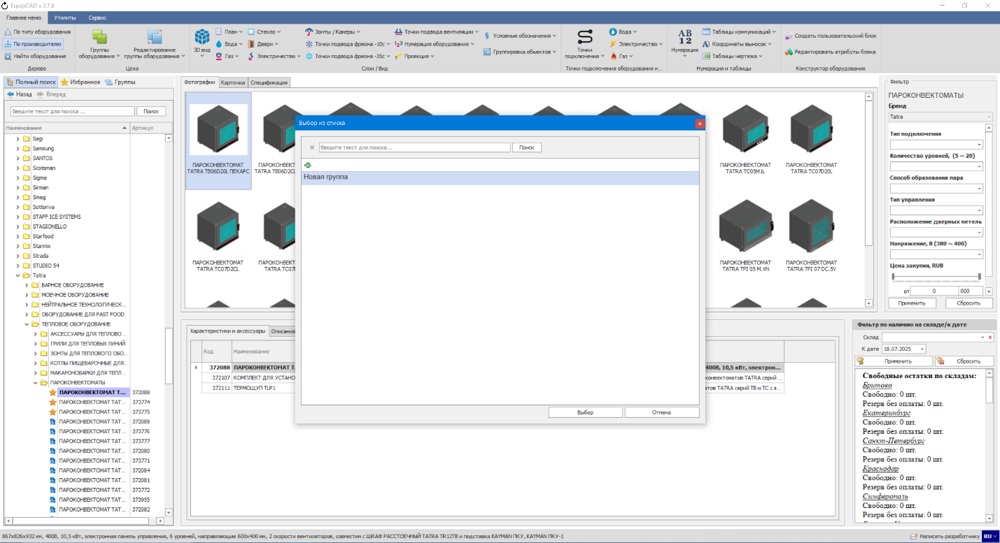 EquipCAD v.3.7.6
Главное меню Утилиты Сервис
По типу оборудования
По производителю
Найти оборудование
Дерево
Группы оборудования
Редактирование группы оборудования
Цеха
3D вид
План
Стекло
Зонты / Камеры
Точки подвода вентиляции
Вода
Двери
Точки подвода фреона -10с
Нумерация оборудования
Газ
Электричество
Точки подвода фреона -35с
Проекция
Условные обозначения
Группировка объектов
Слои / Вид
Точки подключения
Вода
Электричество
Газ
Точки подключения оборудования и...
АВ
12
Нумерация
Таблицы коммуникаций
Координаты выносок
Таблицы чертежа
Нумерация и таблицы
Создать пользовательский блок
Редактировать атрибуты блока
Конструктор оборудования
Полный поиск Избранное Группы
Назад Вперед
Введите текст для поиска ... Поиск
Наименование Артикул
Sagi
Samsung
SANTOS
Scotsman
Sigma
Sirman
Smeg
Sottoriva
STAFF ICE SYSTEMS
STAGIONELLO
Starfood
Starmix
Strada
STUDIO 54
Tatra
БАРНОЕ ОБОРУДОВАНИЕ
МОЕЧНОЕ ОБОРУДОВАНИЕ
НЕЙТРАЛЬНОЕ ТЕХНОЛОГИЧЕСК...
ОБОРУДОВАНИЕ ДЛЯ FAST FOOD
ТЕПЛОВОЕ ОБОРУДОВАНИЕ
АКСЕССУАРЫ ДЛЯ ТЕПЛОВО...
ГРИЛИ ДЛЯ ТЕПЛОВЫХ ЛИНИЙ
ЗОНТЫ ДЛЯ ТЕПЛОВОГО ОБО...
КОТЛЫ ПИЩЕВАРОЧНЫЕ ДЛЯ...
МАКАРОНОВАРКИ ДЛЯ ТЕПЛ...
ПАРОКОНВЕКТОМАТЫ
ПАРОКОНВЕКТОМАТ Т... 372088
ПАРОКОНВЕКТОМАТ ТАТ... 373774
ПАРОКОНВЕКТОМАТ ТАТ... 373775
ПАРОКОНВЕКТОМАТ ТАТ... 372089
ПАРОКОНВЕКТОМАТ ТАТ... 373776
ПАРОКОНВЕКТОМАТ ТАТ... 373777
ПАРОКОНВЕКТОМАТ ТАТ... 372080
ПАРОКОНВЕКТОМАТ ТАТ... 373771
ПАРОКОНВЕКТОМАТ ТАТ... 372084
ПАРОКОНВЕКТОМАТ ТАТ... 372081
ПАРОКОНВЕКТОМАТ ТАТ... 373772
ПАРОКОНВЕКТОМАТ ТАТ... 373955
ПАРОКОНВЕКТОМАТ ТАТ... 372082
Фотографии Карточка Спецификация
ПАРОКОНВЕКТОМАТ
TATRA TB06D20L ПЕКАРС
ПАРОКОНВЕКТ
TATRA TB06D2CL
ПАРОКОНВЕКТОМАТ
TATRA TC05M1L
ПАРОКОНВЕКТОМАТ
TATRA TC07D20L
ПАРОКОНВЕКТОМАТ
TATRA TC07D2CL
ПАРОКОНВЕКТ
TATRA TC07
ПАРОКОНВЕКТОМАТ
TATRA TPI 05 M.VN
ПАРОКОНВЕКТОМАТ
TATRA TPI 07 DC.5V
Выбор из списка
Введите текст для поиска... Поиск
Новая группа
Выбор Отмена
Характеристики и аксессуары Описания
Код Наименование
372088 ПАРОКОНВЕКТОМАТ Т 400В, 10,5 кВт, электрон...
372107 КОМПЛЕКТ ДЛЯ УСТАНО конвектоматов TATRA серий ...
372111 ТЕРМОЩУП TLP1 атов TATRA серий TB и TC с э...
Фильтр
ПАРОКОНВЕКТОМАТЫ
Бренд
Tatra
Тип подключения
Количество уровней, (5 ~ 20)
Способ образования пара
Тип управления
Расположение дверных петель
Напряжение, В (380 ~ 400)
Цена закупки, RUB
от 0 000
Применить Сбросить
Фильтр по налично на складе/к дате
Склад
К дате 18.07.2025
Применить Сбросить
Свободные остатки по складам:
Бритово
Свободно: 0 шт.
Резерв без оплаты: 0 шт.
Екатеринбург
Свободно: 0 шт.
Резерв без оплаты: 0 шт.
Санкт-Петербург
Свободно: 0 шт.
Резерв без оплаты: 0 шт.
Краснодар
Свободно: 0 шт.
Резерв без оплаты: 0 шт.
Симферополь
Свободно: 0 шт.
Резерв без оплаты: 0 шт.
867x826x932 мм, 400В, 10,5 кВт, электронная панель управления, 6 уровней, направляющие 600x400 мм, 2 скорости вентиляторов, совместим с ШКАФ РАССТОЕЧНЫЙ TATRA TR12TB и подставка KAYMAN ПКУ, KAYMAN ПКУ-1
Написать разработчику RU